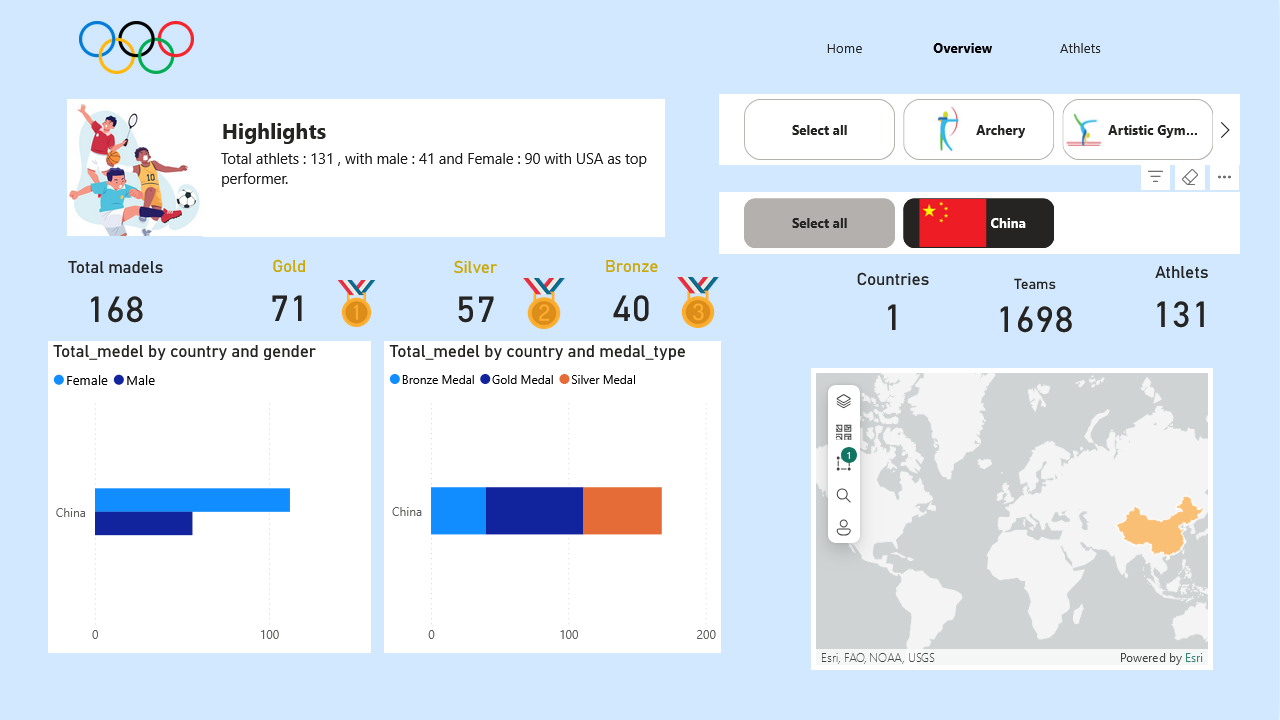 Home
Overview
Athlets
Highlights
Total athletes : 131 , with male : 41 and Female : 90 with USA as top
performer.
10
Select all
Archery
Artistic Gym...
Select all
China
Total madels
168
Gold
71
1
Silver
57
2
Bronze
40
3
Countries
1
Teams
1698
Athlets
131
Total_medel by country and gender
Female
Male
China
0
100
Total_medel by country and medal_type
Bronze Medal
Gold Medal
Silver Medal
China
0
100
200
1
Esri, FAO, NOAA, USGS
Powered by Esri